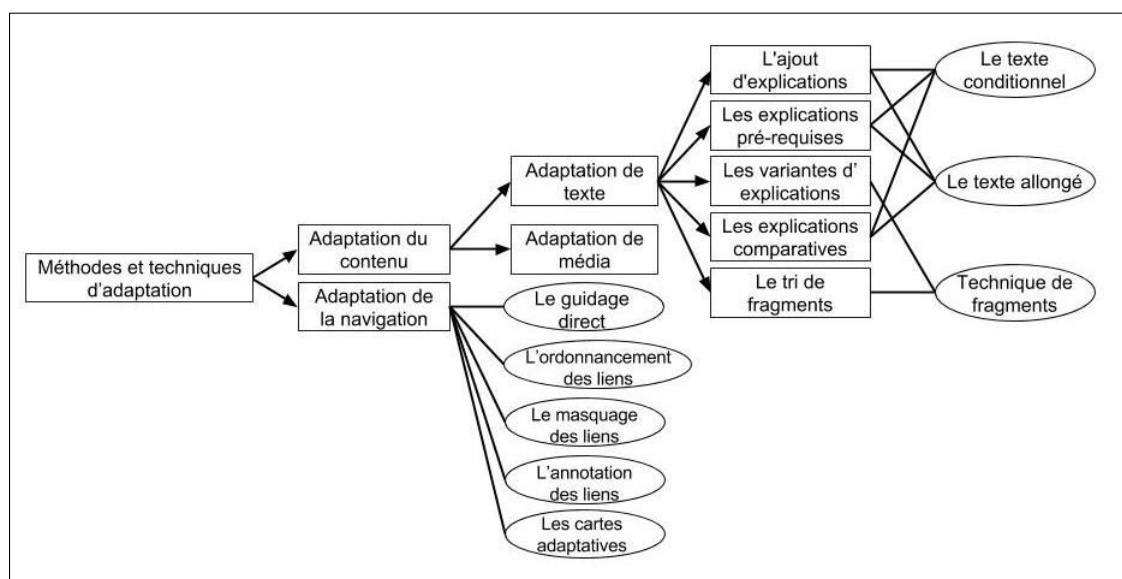 Méthodes et techniques
d'adaptation
Adaptation du
contenu
Adaptation de
la navigation
Adaptation de
texte
Adaptation de
média
Le guidage
direct
L'ordonnancement
des liens
Le masquage
des liens
L'annotation
des liens
Les cartes
adaptatives
L'ajout
d'explications
Les explications
pré-requises
Les variantes d'
explications
Les explications
comparatives
Le tri de
fragments
Le texte
conditionnel
Le texte allongé
Technique de
fragments